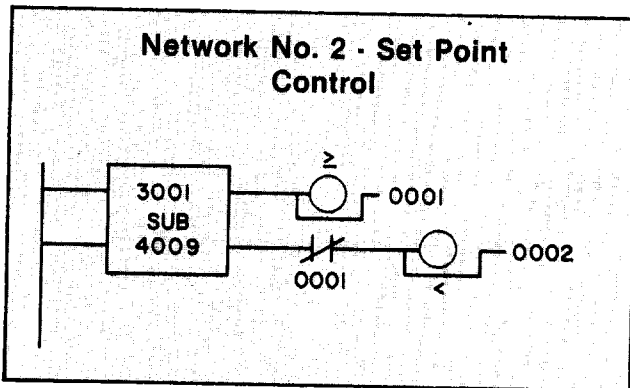 Network No. 2 - Set Point
Control
≥
3001
0001
SUB
4009
0002
0001
<